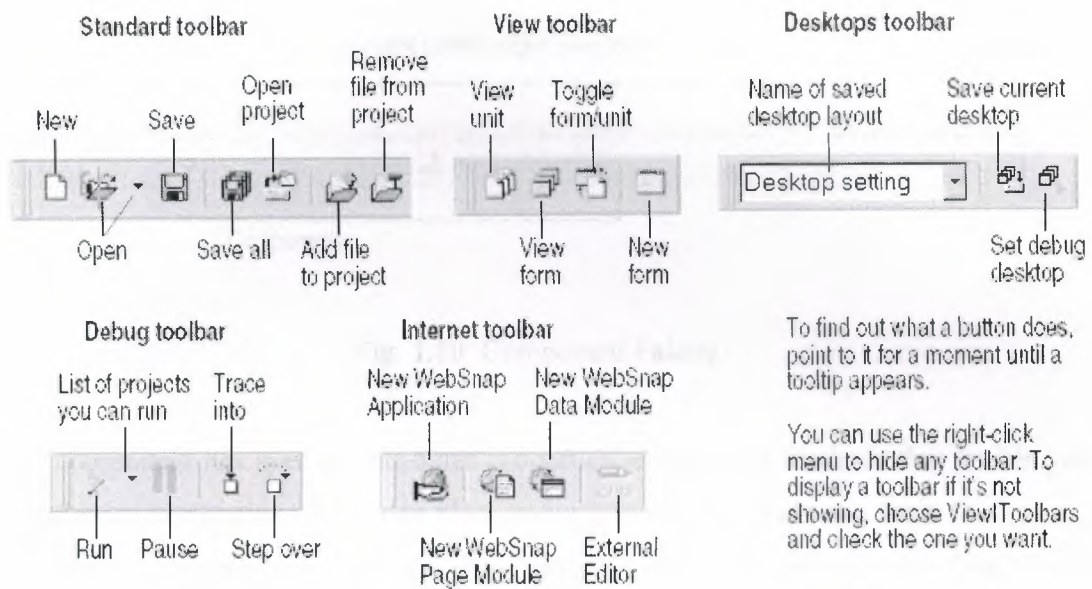 Standard toolbar
New
Save
Open
project
Remove
file from
project
Open
Save all
Add file
to project
View toolbar
View
unit
Toggle
form/unit
View
form
New
form
Desktops toolbar
Name of saved
desktop layout
Save current
desktop
Desktop setting
Set debug
desktop
Debug toolbar
List of projects
you can run
Trace
into
Run
Pause
Step over
Internet toolbar
New WebSnap
Application
New WebSnap
Data Module
New WebSnap
Page Module
External
Editor
To find out what a button does,
point to it for a moment until a
tooltip appears.
You can use the right-click
menu to hide any toolbar. To
display a toolbar if it's not
showing, choose View|Toolbars
and check the one you want.